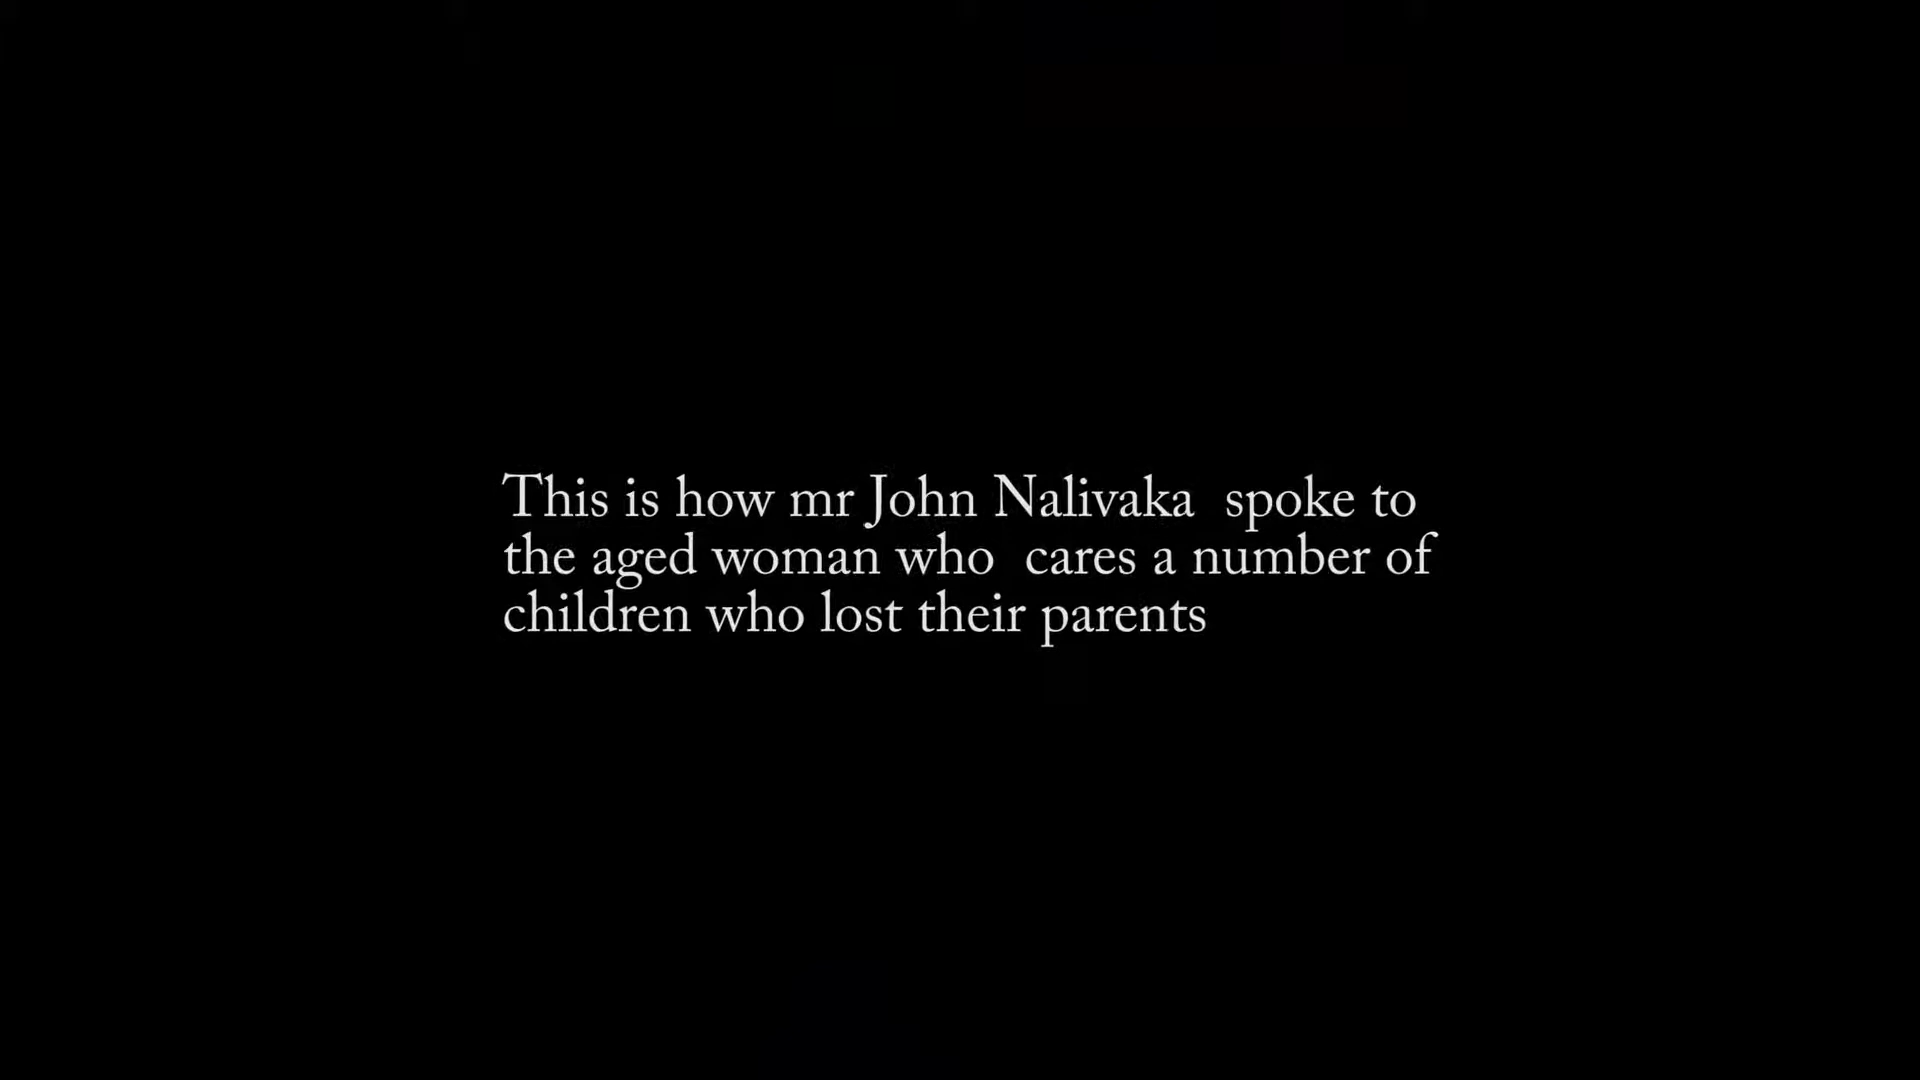 This is how mr John Nalivaka  spoke to
the aged woman who  cares a number of
children who lost their parents